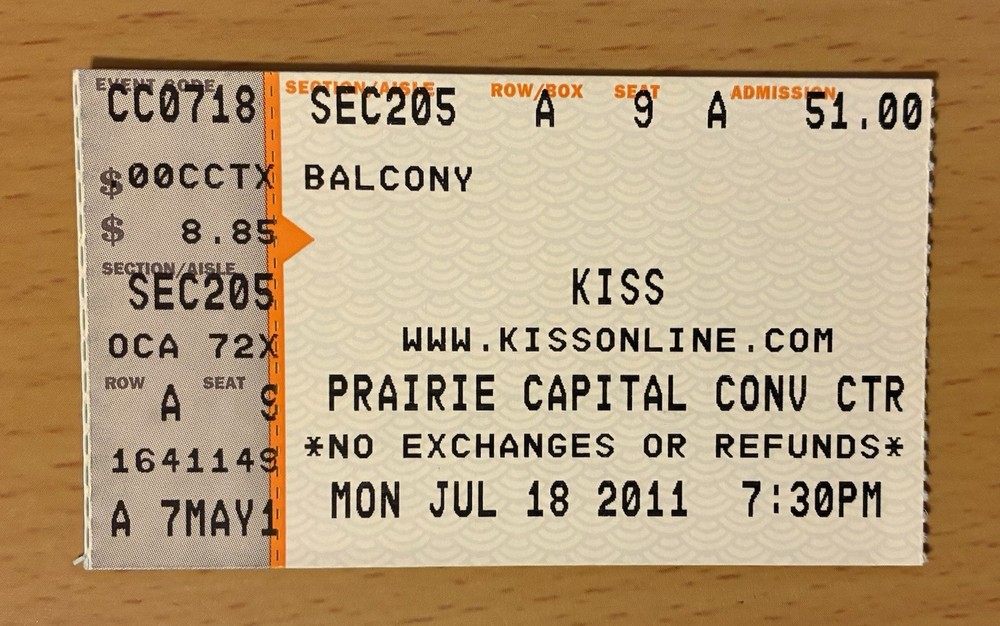 EVENT CODE
CC0718
$ .00CCTX
$ 8.85
SECTION/AISLE
SEC205
OCA 72X
ROW SEAT
A
1641149
A 7MAY1
SECTION/AISLE ROW/BOX SEAT ADMISSION
SEC205 A 9 A 51.00
BALCONY
KISS
WWW.KISSONLINE.COM
PRAIRIE CAPITAL CONV CTR
*NO EXCHANGES OR REFUNDS*
MON JUL 18 2011 7:30PM